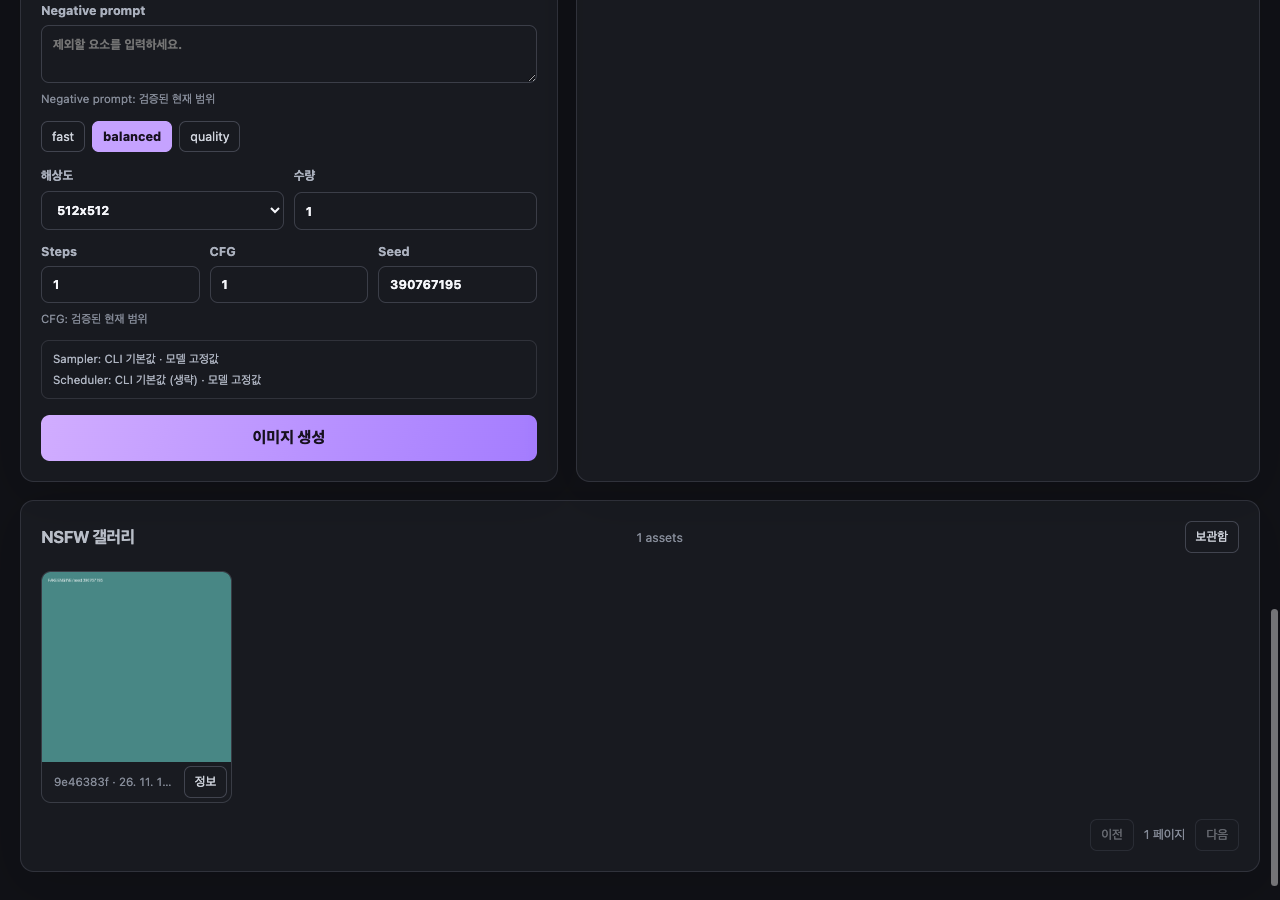 Negative prompt
제외할 요소를 입력하세요.
Negative prompt: 검증된 현재 범위
fast balanced quality
해상도 수량
512x512 1
Steps CFG Seed
1 1 390767195
CFG: 검증된 현재 범위
Sampler: CLI 기본값 · 모델 고정값
Scheduler: CLI 기본값 (생략) · 모델 고정값
이미지 생성
NSFW 갤러리 1 assets 보관함
9e46383f · 26. 11. 1... 정보
이전 1 페이지 다음